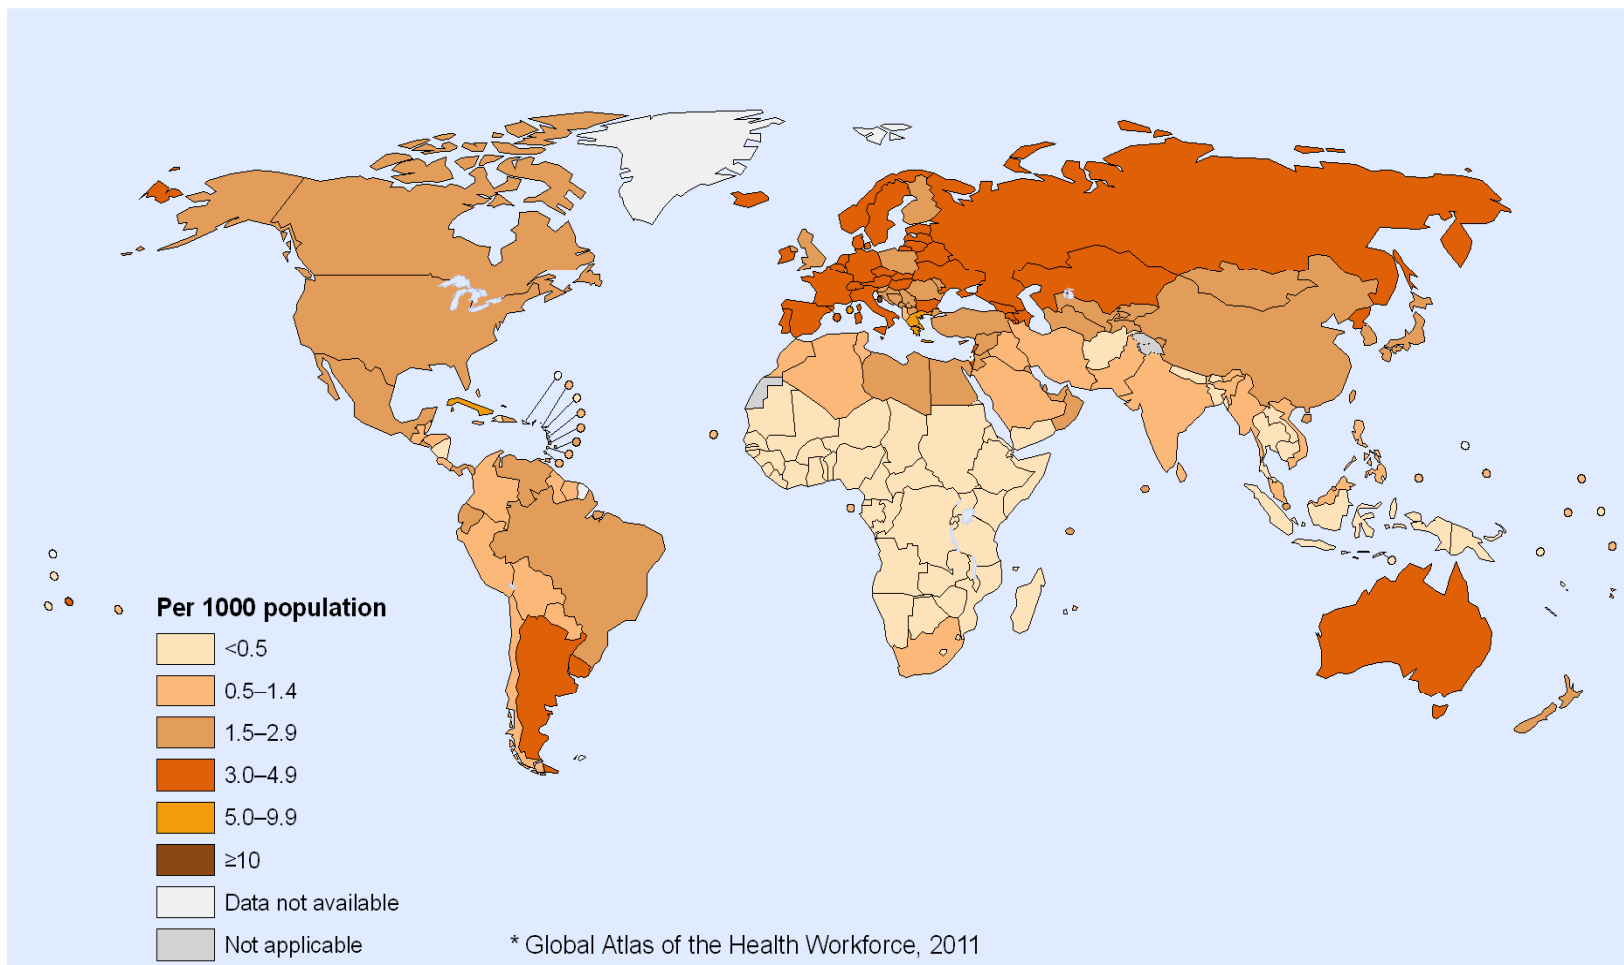 Per 1000 population
<0.5
0.5–1.4
1.5–2.9
3.0–4.9
5.0–9.9
≥10
Data not available
Not applicable
* Global Atlas of the Health Workforce, 2011